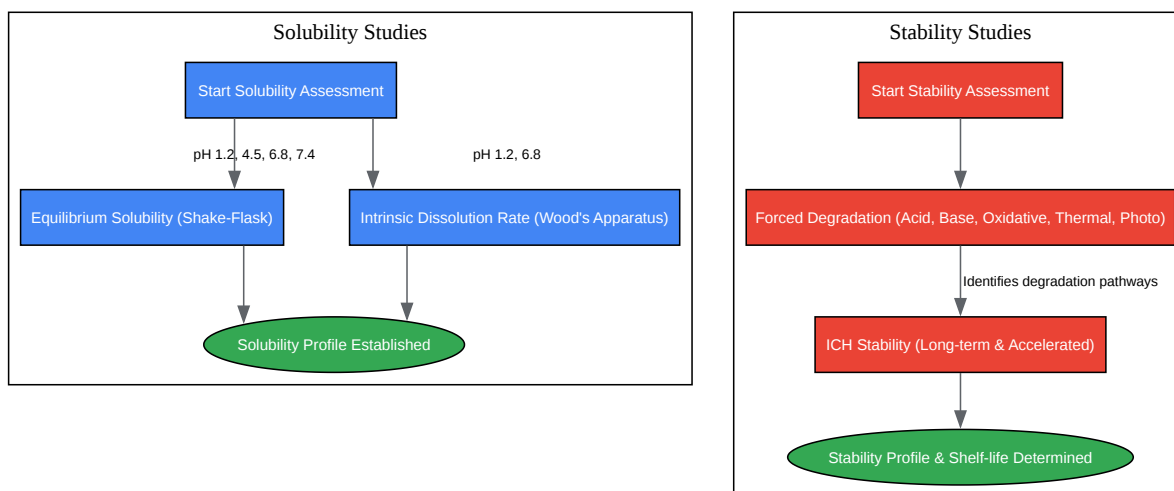 Solubility Studies
Start Solubility Assessment
pH 1.2, 4.5, 6.8, 7.4
pH 1.2, 6.8
Equilibrium Solubility (Shake-Flask)
Intrinsic Dissolution Rate (Wood's Apparatus)
Solubility Profile Established
Stability Studies
Start Stability Assessment
Forced Degradation (Acid, Base, Oxidative, Thermal, Photo)
Identifies degradation pathways
ICH Stability (Long-term & Accelerated)
Stability Profile & Shelf-life Determined